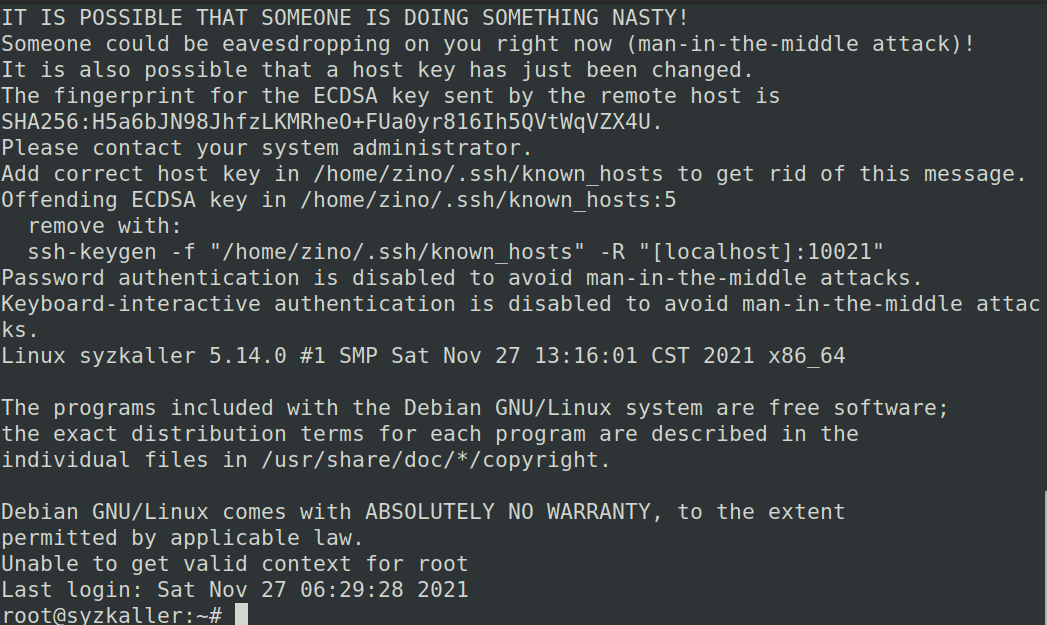 IT IS POSSIBLE THAT SOMEONE IS DOING SOMETHING NASTY!
Someone could be eavesdropping on you right now (man-in-the-middle attack)!
It is also possible that a host key has just been changed.
The fingerprint for the ECDSA key sent by the remote host is
SHA256:H5a6bJN98JhfzLKMRheO+FUa0yr816Ih5QVtWqVZX4U.
Please contact your system administrator.
Add correct host key in /home/zino/.ssh/known_hosts to get rid of this message.
Offending ECDSA key in /home/zino/.ssh/known_hosts:5
  remove with:
  ssh-keygen -f "/home/zino/.ssh/known_hosts" -R "[localhost]:10021"
Password authentication is disabled to avoid man-in-the-middle attacks.
Keyboard-interactive authentication is disabled to avoid man-in-the-middle attac
ks.
Linux syzkaller 5.14.0 #1 SMP Sat Nov 27 13:16:01 CST 2021 x86_64

The programs included with the Debian GNU/Linux system are free software;
the exact distribution terms for each program are described in the
individual files in /usr/share/doc/*/copyright.

Debian GNU/Linux comes with ABSOLUTELY NO WARRANTY, to the extent
permitted by applicable law.
Unable to get valid context for root
Last login: Sat Nov 27 06:29:28 2021
root@syzkaller:~#